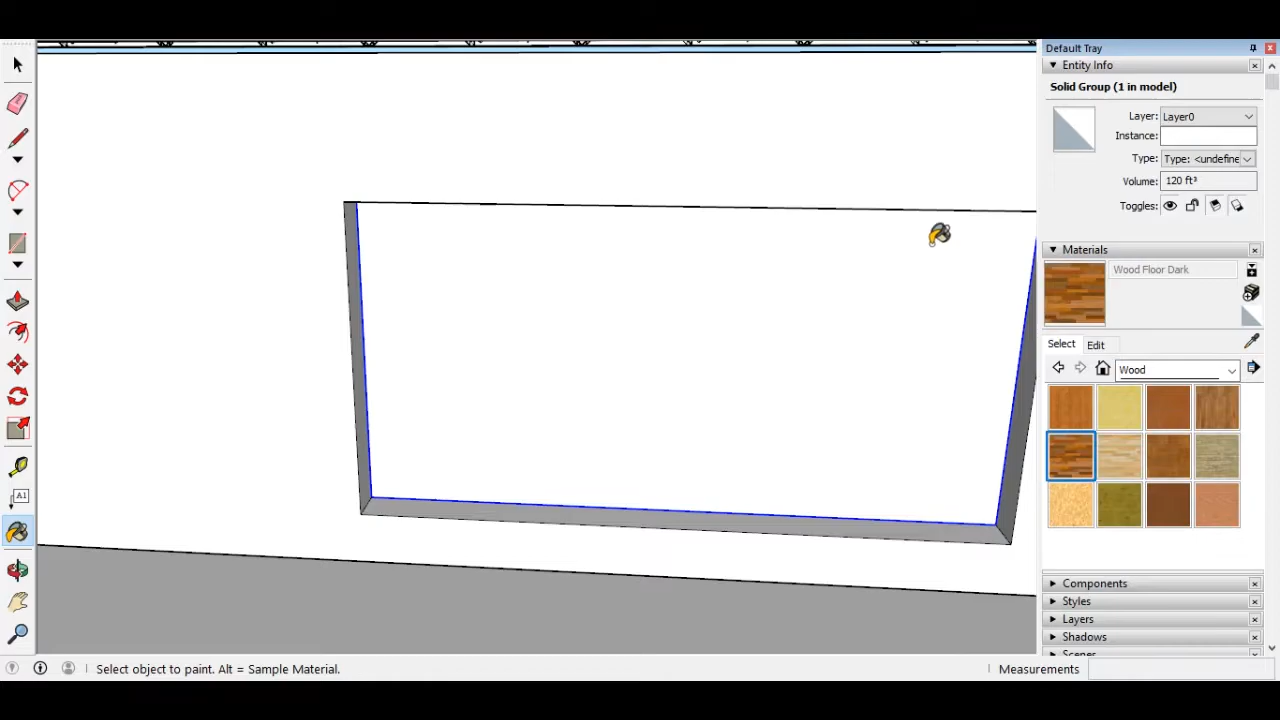 Default Tray
Entity Info
Solid Group (1 in model)
Layer: Layer0
Instance:
Type: Type: <undefine
Volume: 120 ft³
Toggles:
Materials
Wood Floor Dark
Select Edit
Wood
A1
Components
Styles
Layers
Shadows
Scenes
Select object to paint. Alt = Sample Material.
Measurements